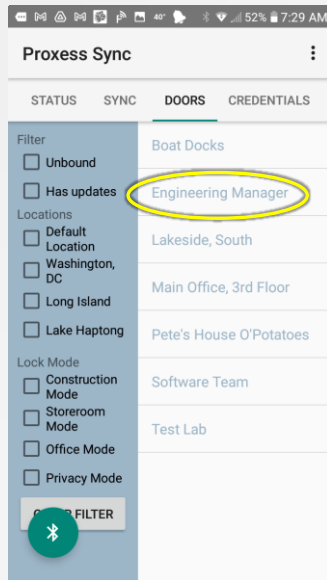 40° 52% 7:29 AM
Proxess Sync
STATUS SYNC DOORS CREDENTIALS
Filter
Unbound
Has updates
Locations
Default
Location
Washington,
DC
Long Island
Lake Haptong
Lock Mode
Construction
Mode
Storeroom
Mode
Office Mode
Privacy Mode
FILTER
Boat Docks
Engineering Manager
Lakeside, South
Main Office, 3rd Floor
Pete's House O'Potatoes
Software Team
Test Lab